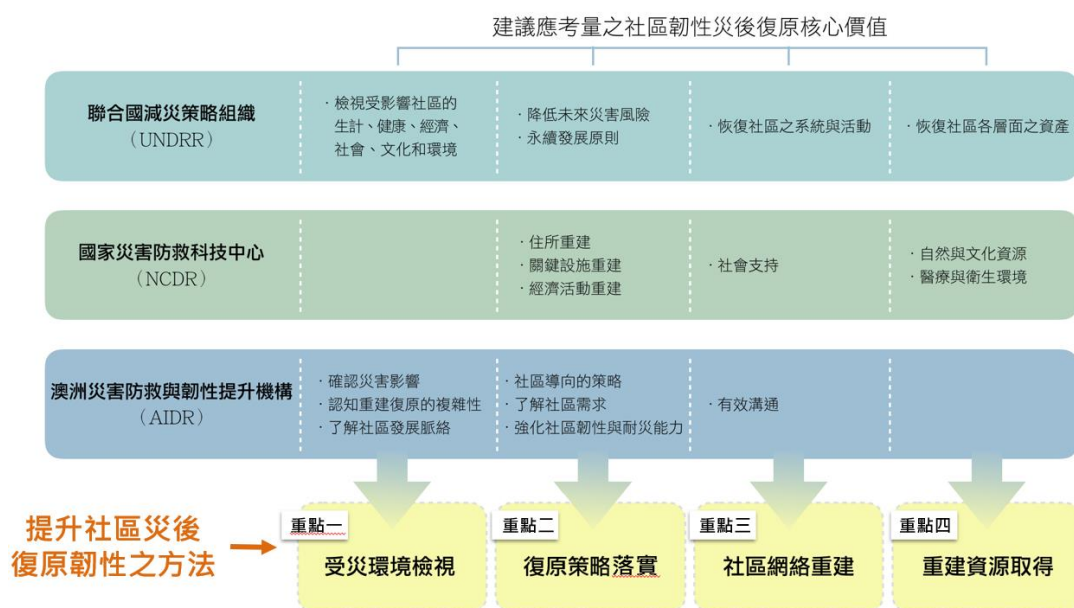 建議應考量之社區韌性災後復原核心價值
聯合國減災策略組織
（UNDRR）
·檢視受影響社區的
生計、健康、經濟、
社會、文化和環境
·降低未來災害風險
·永續發展原則
·恢復社區之系統與活動
·恢復社區各層面之資產
國家災害防救科技中心
（NCDR）
·住所重建
·關鍵設施重建
·經濟活動重建
·社會支持
·自然與文化資源
·醫療與衛生環境
澳洲災害防救與韌性提升機構
（AIDR）
·確認災害影響
·認知重建復原的複雜性
·了解社區發展脈絡
·社區導向的策略
·了解社區需求
·強化社區韌性與耐災能力
·有效溝通
提升社區災後
復原韌性之方法
重點一
受災環境檢視
重點二
復原策略落實
重點三
社區網絡重建
重點四
重建資源取得